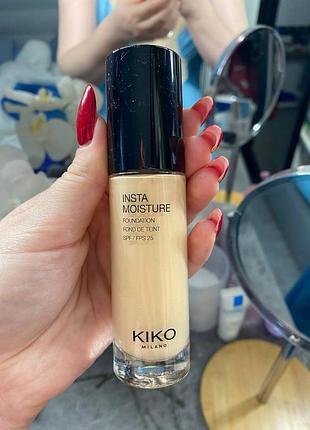 INSTA
MOISTURE
FOUNDATION
FOND DE TEINT
SPF/FPS 25
KIKO
MILANO